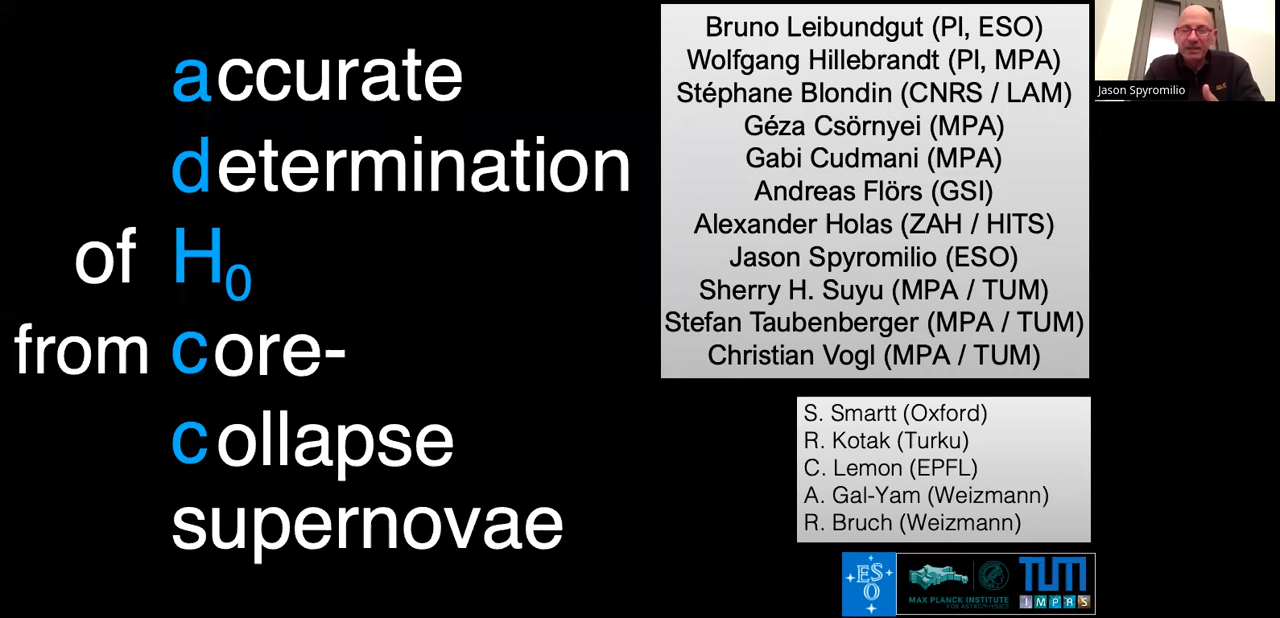 accurate
determination
of H₀
from core-
collapse
supernovae
Bruno Leibundgut (PI, ESO)
Wolfgang Hillebrandt (PI, MPA)
Stéphane Blondin (CNRS / LAM)
Géza Csörnyei (MPA)
Gabi Cudmani (MPA)
Andreas Flörs (GSI)
Alexander Holas (ZAH / HITS)
Jason Spyromilio (ESO)
Sherry H. Suyu (MPA / TUM)
Stefan Taubenberger (MPA / TUM)
Christian Vogl (MPA / TUM)
S. Smartt (Oxford)
R. Kotak (Turku)
C. Lemon (EPFL)
A. Gal-Yam (Weizmann)
R. Bruch (Weizmann)
Jason Spyromilio
ESO
MAX PLANCK INSTITUTE
FOR ASTROPHYSICS
TUM
IMPRS